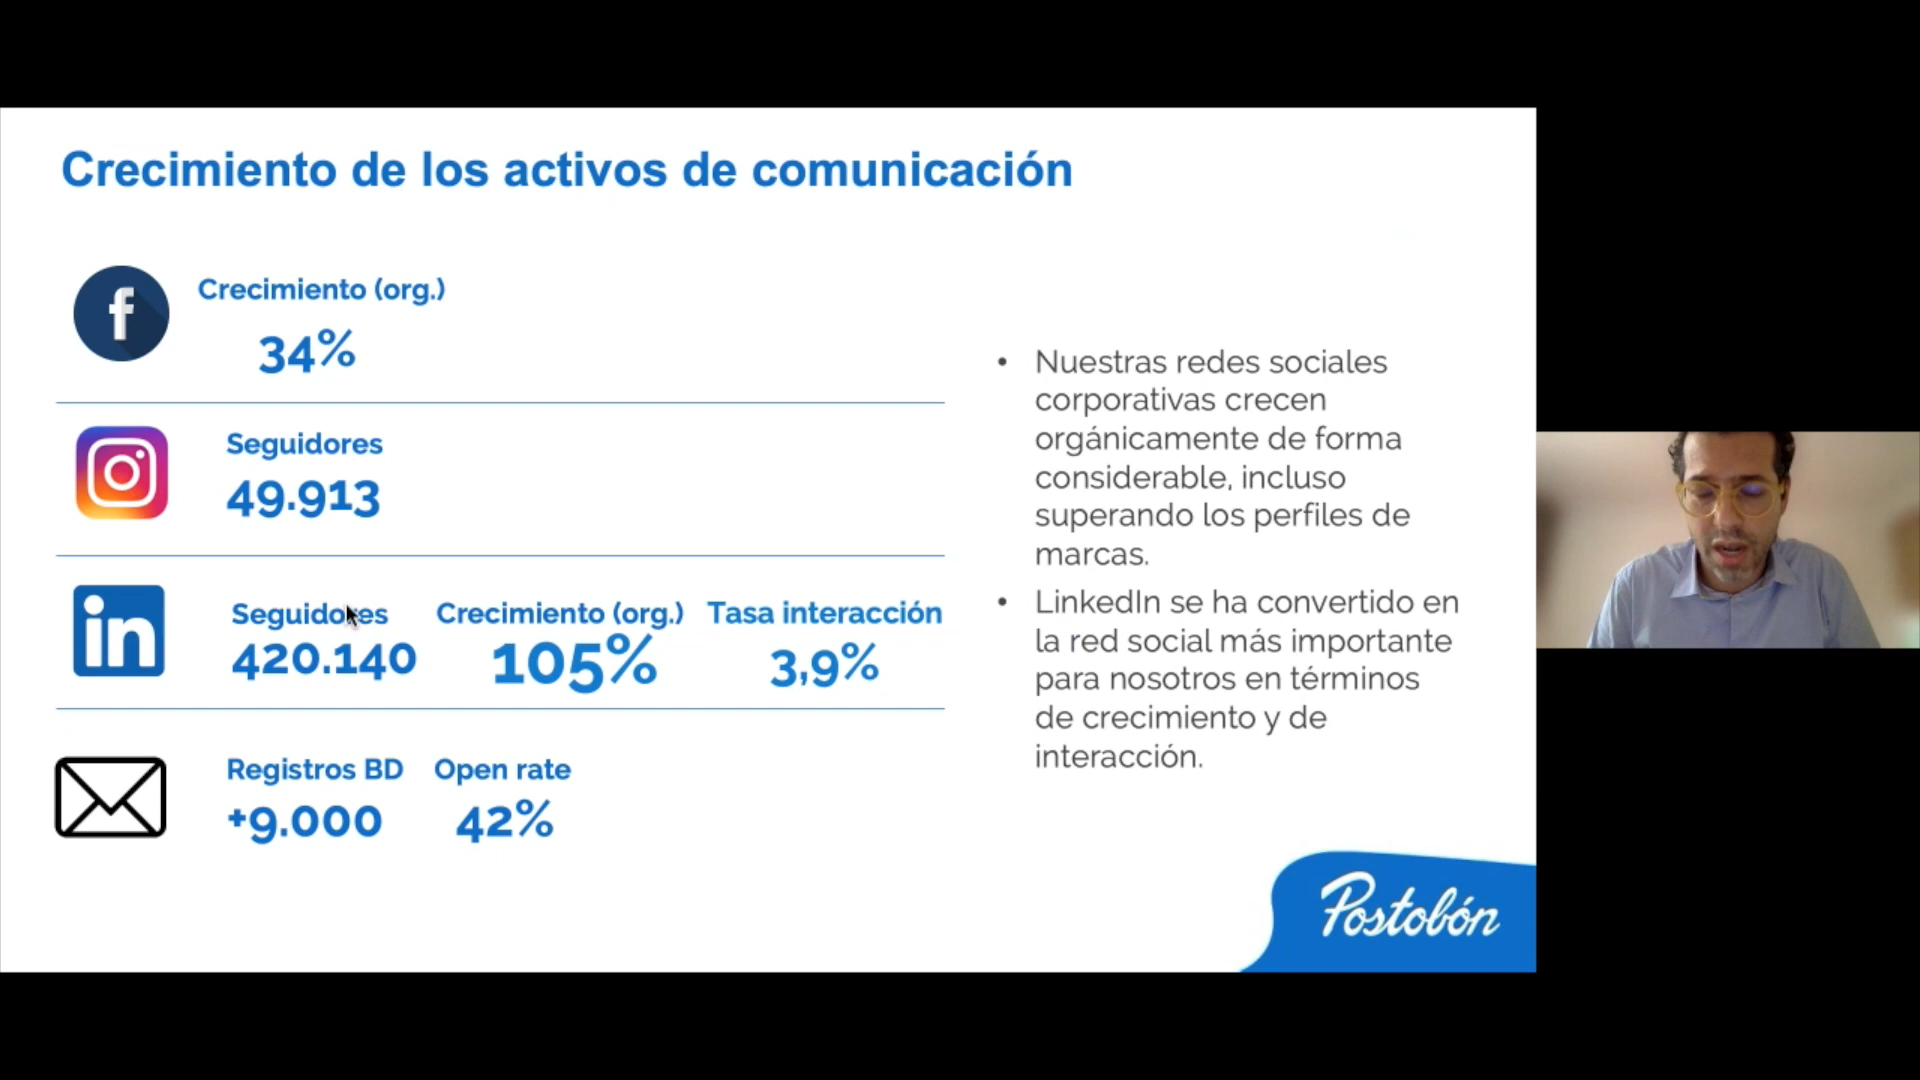 Crecimiento de los activos de comunicación
Crecimiento (org.)
34%
Seguidores
49.913
Seguidores Crecimiento (org.) Tasa interacción
420.140 105% 3,9%
Registros BD Open rate
+9.000 42%
• Nuestras redes sociales
corporativas crecen
orgánicamente de forma
considerable, incluso
superando los perfiles de
marcas.
• LinkedIn se ha convertido en
la red social más importante
para nosotros en términos
de crecimiento y de
interacción.
Postobón